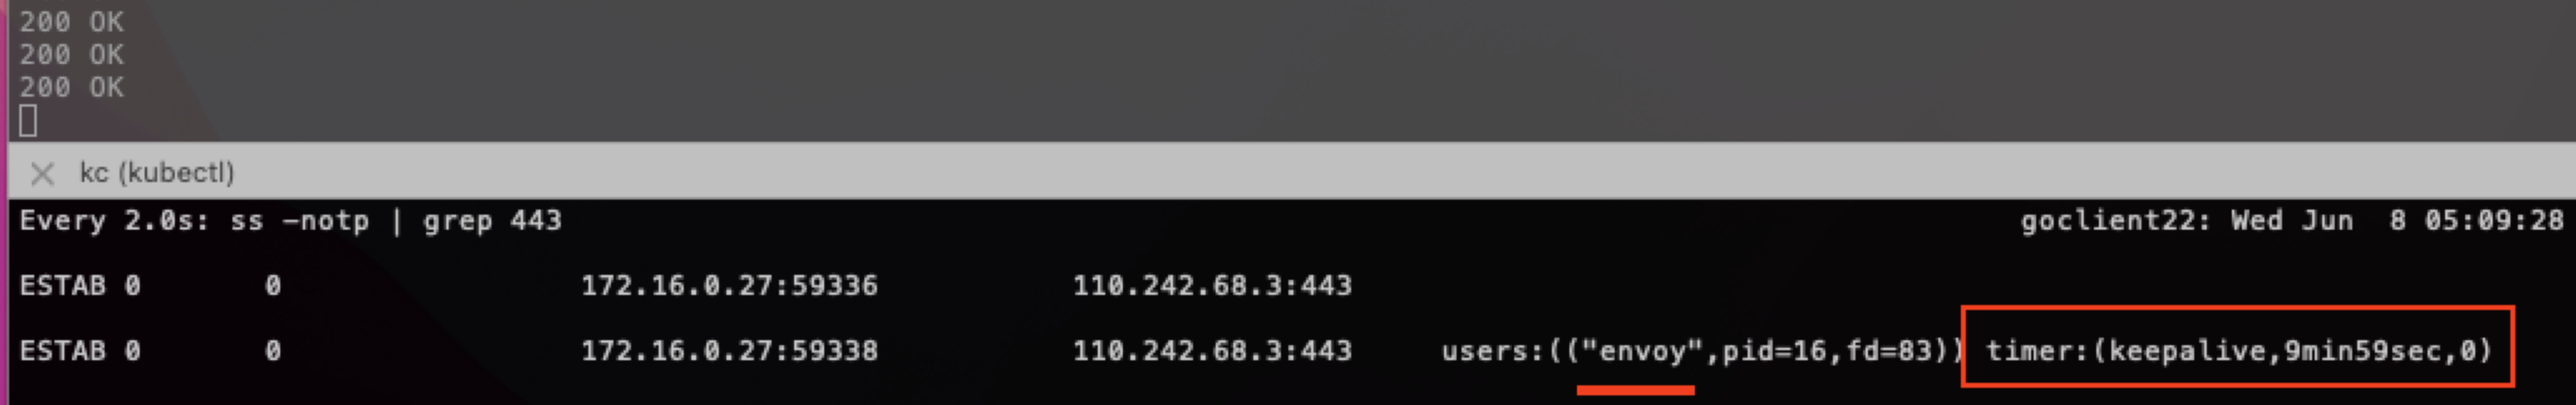 200 OK
200 OK
200 OK
kc (kubectl)
Every 2.0s: ss -notp | grep 443 goclient22: Wed Jun  8 05:09:28
ESTAB 0 0 172.16.0.27:59336 110.242.68.3:443
ESTAB 0 0 172.16.0.27:59338 110.242.68.3:443 users:(("envoy",pid=16,fd=83)) timer:(keepalive,9min59sec,0)